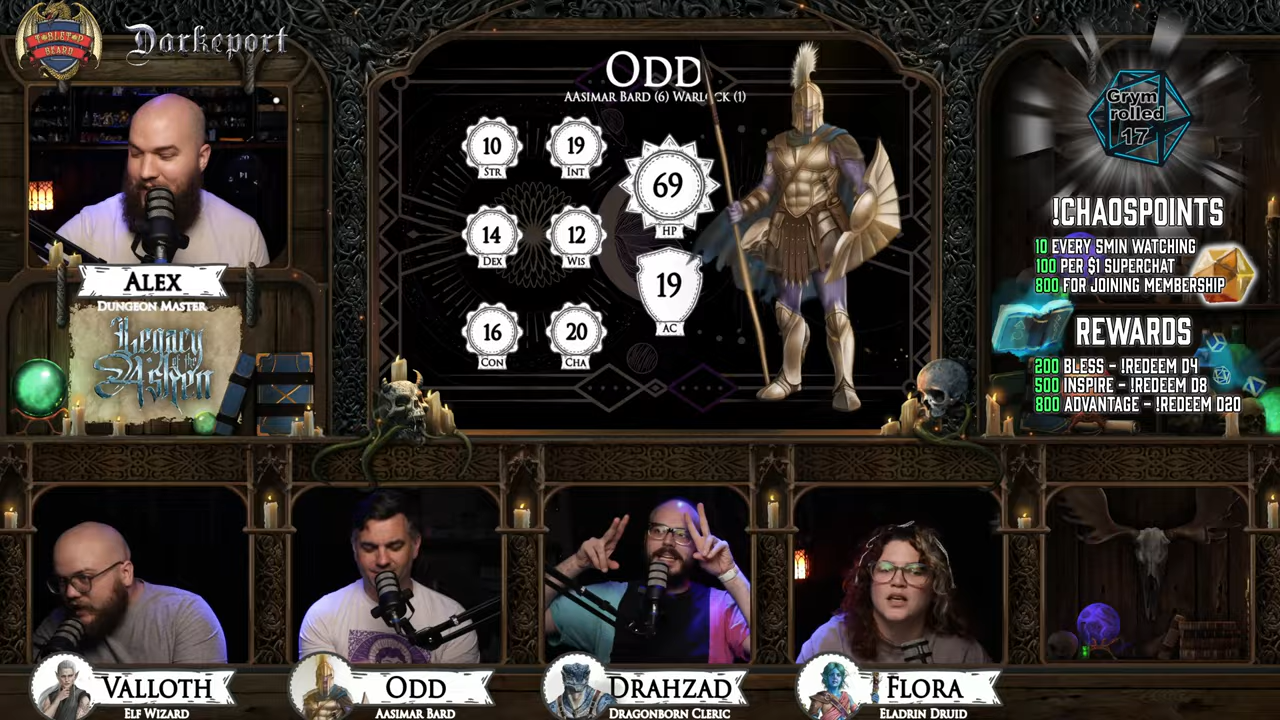 TABLETOP
BEARD
Darkeport
ALEX
DUNGEON MASTER
Legacy
of the
Asleen
ODD
AASIMAR BARD (6) WARLOCK (1)
10
STR
19
INT
14
DEX
12
WIS
16
CON
20
CHA
69
HP
19
AC
Grym
rolled
17
!CHAOSPOINTS
10 EVERY 5MIN WATCHING
100 PER $1 SUPERCHAT
800 FOR JOINING MEMBERSHIP
REWARDS
200 BLESS - !REDEEM D4
500 INSPIRE - !REDEEM D8
800 ADVANTAGE - !REDEEM D20
VALLOTH
ELF WIZARD
ODD
AASIMAR BARD
DRAHZAD
DRAGONBORN CLERIC
FLORA
ELADRIN DRUID